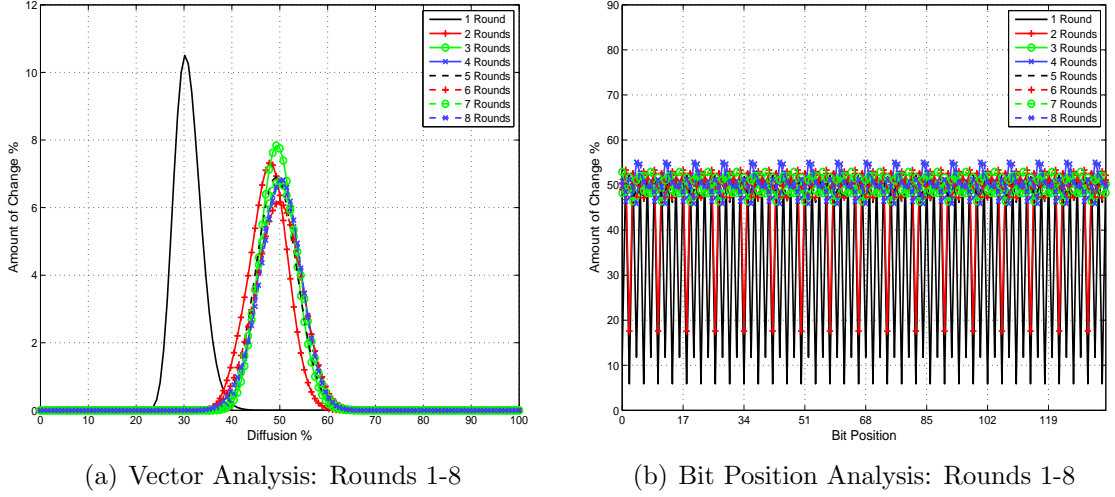 12
10
8
6
4
2
0
Amount of Change %
0 10 20 30 40 50 60 70 80 90 100
Diffusion %
1 Round
2 Rounds
3 Rounds
4 Rounds
5 Rounds
6 Rounds
7 Rounds
8 Rounds
(a) Vector Analysis: Rounds 1-8
90
80
70
60
50
40
30
20
10
0
Amount of Change %
0 17 34 51 68 85 102 119
Bit Position
1 Round
2 Rounds
3 Rounds
4 Rounds
5 Rounds
6 Rounds
7 Rounds
8 Rounds
(b) Bit Position Analysis: Rounds 1-8